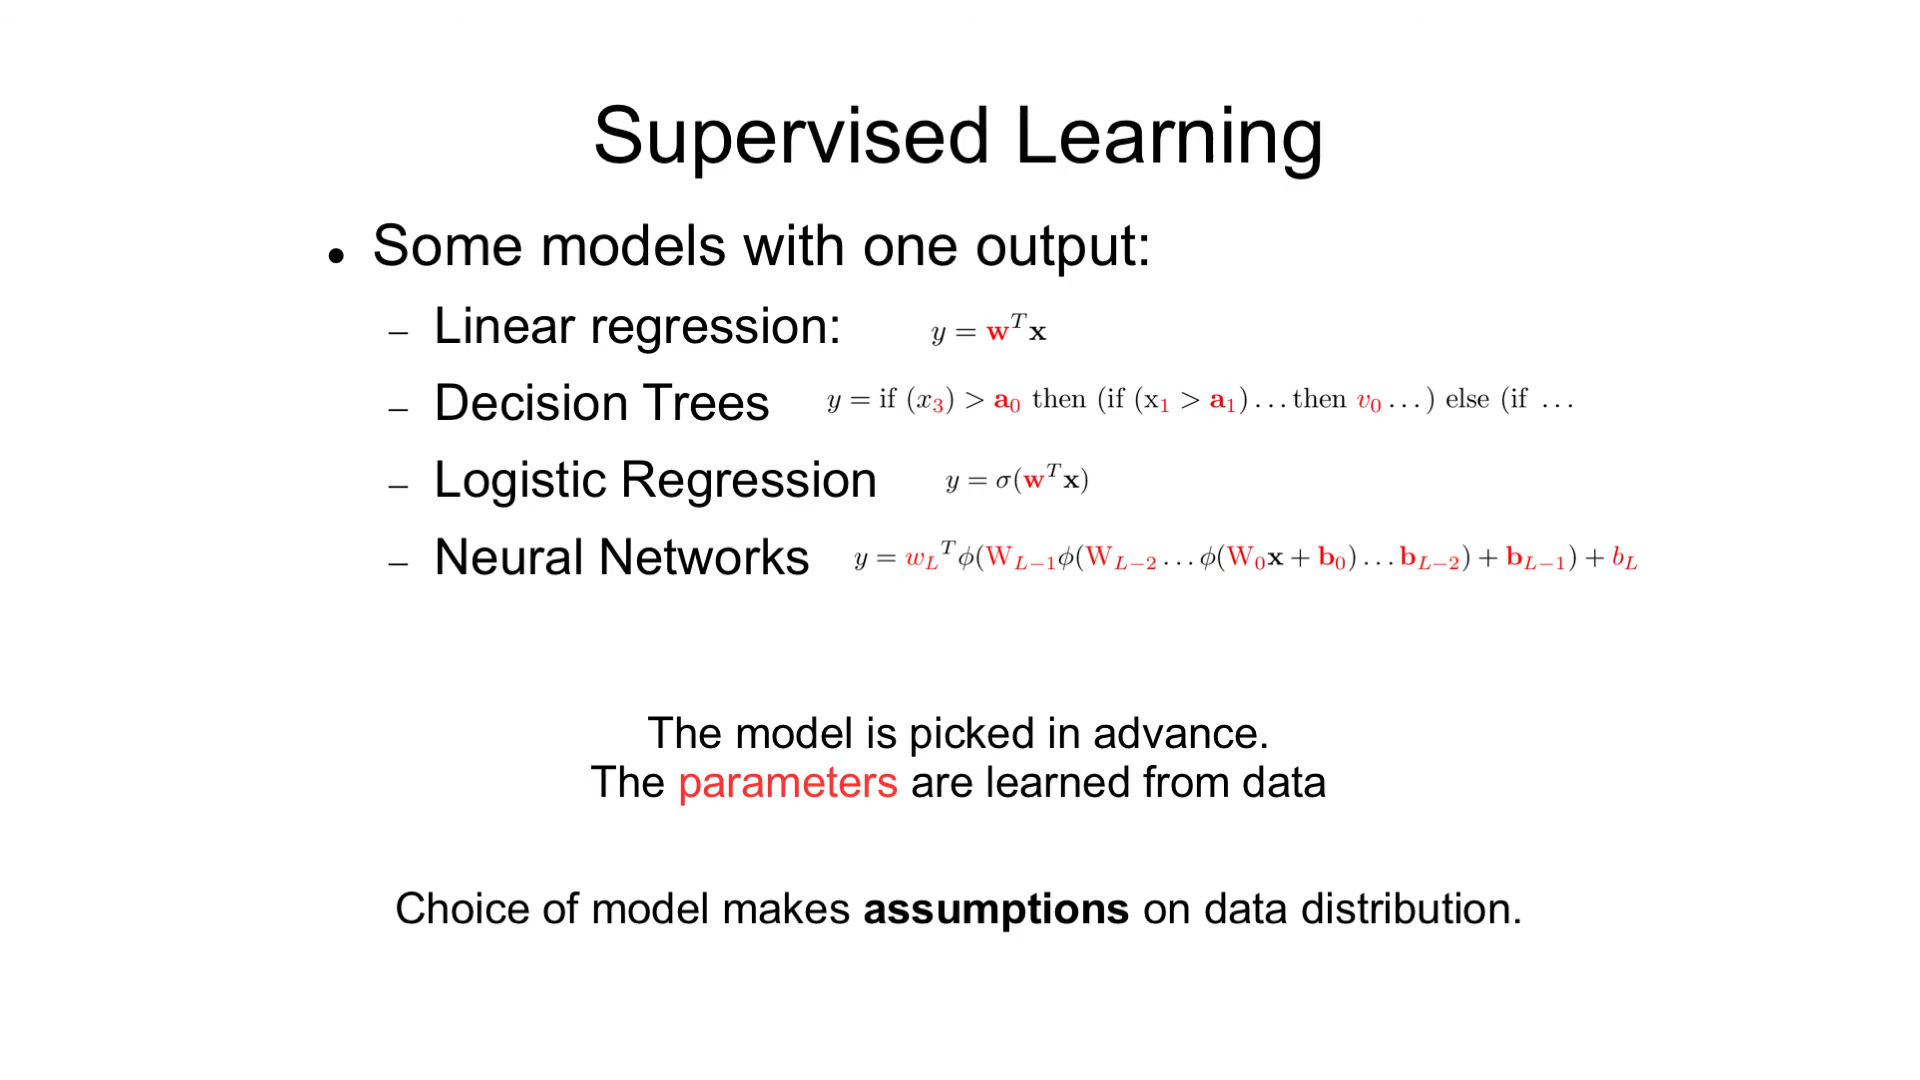 Supervised Learning
● Some models with one output:
– Linear regression: y = w^T x
– Decision Trees y = if (x_3) > a_0 then (if (x_1 > a_1) … then v_0 … ) else (if …
– Logistic Regression y = σ(w^T x)
– Neural Networks y = w_L^T ϕ(W_{L−1}ϕ(W_{L−2} … ϕ(W_0x + b_0) … b_{L−2}) + b_{L−1}) + b_L
The model is picked in advance.
The parameters are learned from data
Choice of model makes assumptions on data distribution.